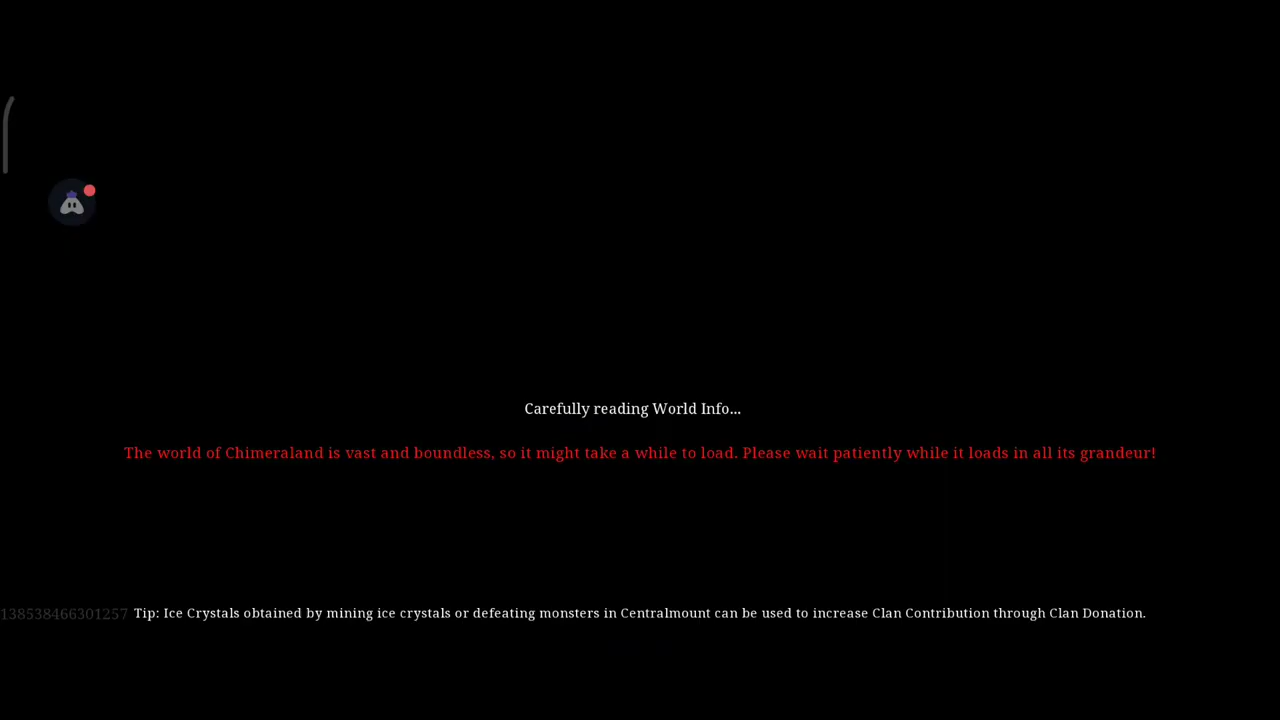 Carefully reading World Info...
The world of Chimeraland is vast and boundless, so it might take a while to load. Please wait patiently while it loads in all its grandeur!
138538466301257 Tip: Ice Crystals obtained by mining ice crystals or defeating monsters in Centralmount can be used to increase Clan Contribution through Clan Donation.